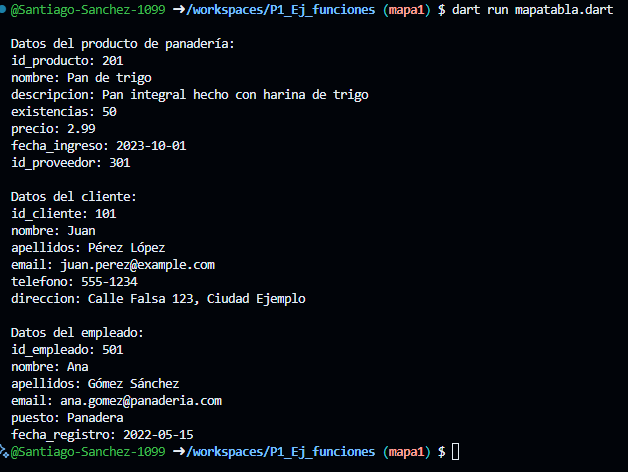 @Santiago-Sanchez-1099 ➜/workspaces/P1_Ej_funciones (mapa1) $ dart run mapatabla.dart
Datos del producto de panadería:
id_producto: 201
nombre: Pan de trigo
descripcion: Pan integral hecho con harina de trigo
existencias: 50
precio: 2.99
fecha_ingreso: 2023-10-01
id_proveedor: 301
Datos del cliente:
id_cliente: 101
nombre: Juan
apellidos: Pérez López
email: juan.perez@example.com
telefono: 555-1234
direccion: Calle Falsa 123, Ciudad Ejemplo
Datos del empleado:
id_empleado: 501
nombre: Ana
apellidos: Gómez Sánchez
email: ana.gomez@panaderia.com
puesto: Panadera
fecha_registro: 2022-05-15
@Santiago-Sanchez-1099 ➜/workspaces/P1_Ej_funciones (mapa1) $